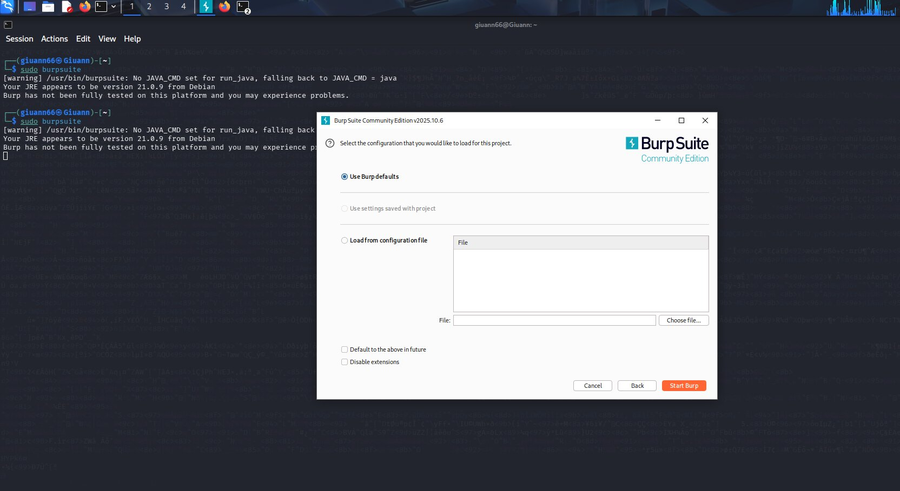 1 2 3 4
2
giuann66@Giuann: ~
Session Actions Edit View Help
(giuann66㉿Giuann)-[~]
$ sudo burpsuite
[warning] /usr/bin/burpsuite: No JAVA_CMD set for run_java, falling back to JAVA_CMD = java
Your JRE appears to be version 21.0.9 from Debian
Burp has not been fully tested on this platform and you may experience problems.
(giuann66㉿Giuann)-[~]
$ sudo burpsuite
[warning] /usr/bin/burpsuite: No JAVA_CMD set for run_java, falling back
Your JRE appears to be version 21.0.9 from Debian
Burp has not been fully tested on this platform and you may experience p
Burp Suite Community Edition v2025.10.6
Select the configuration that you would like to load for this project.
Burp Suite
Community Edition
Use Burp defaults
Use settings saved with project
Load from configuration file
File
File:
Choose file...
Default to the above in future
Disable extensions
Cancel Back Start Burp